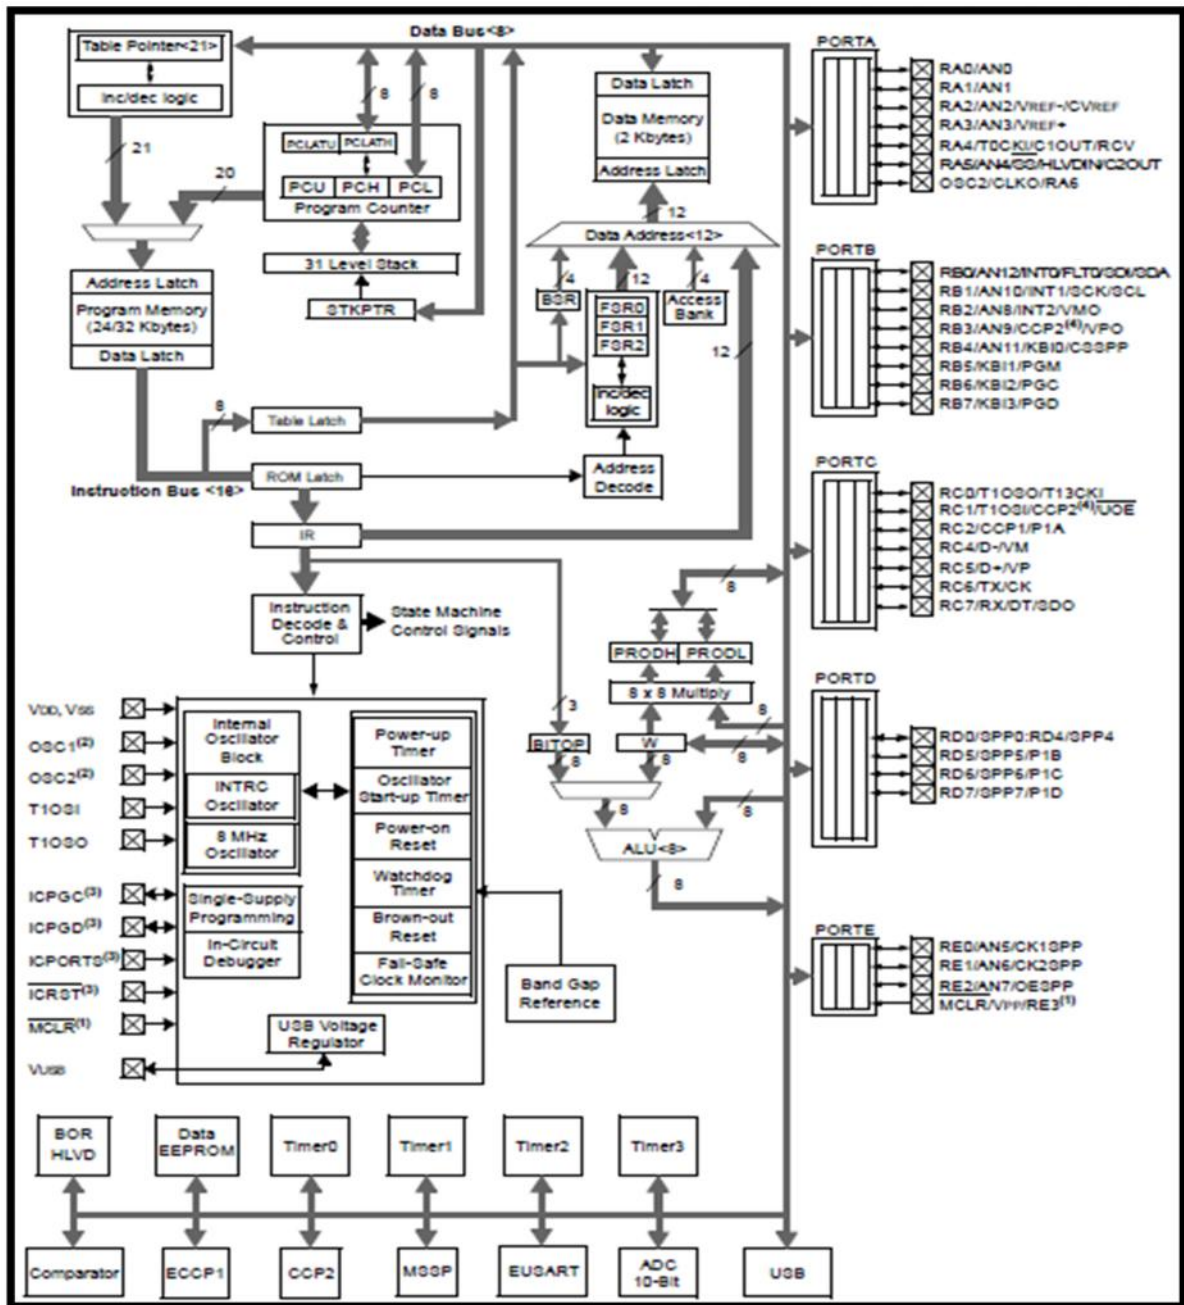 Data Bus<8>
Table Pointer<21>
inc/dec logic
21
20
8
8
PCLATU
PCLATH
PCU
PCH
PCL
Program Counter
31 Level Stack
STKPTR
Data Latch
Data Memory
(2 Kbytes)
Address Latch
12
Data Address<12>
4
12
4
BSR
FSR0
FSR1
FSR2
Access
Bank
12
inc/dec
logic
Address Latch
Program Memory
(24/32 Kbytes)
Data Latch
8
Table Latch
ROM Latch
Instruction Bus <16>
Address
Decode
IR
Instruction
Decode &
Control
State Machine
Control Signals
8
PRODH
PRODL
8 x 8 Multiply
3
8
BITOP
W
8
8
8
8
8
ALU<8>
8
VDD, VSS
OSC1(2)
OSC2(2)
T1OSI
T1OSO
ICPGC(3)
ICPGD(3)
ICPORTS(3)
ICRST(3)
MCLR(1)
VUSB
Internal
Oscillator
Block
INTRC
Oscillator
8 MHz
Oscillator
Single-Supply
Programming
In-Circuit
Debugger
Power-up
Timer
Oscillator
Start-up Timer
Power-on
Reset
Watchdog
Timer
Brown-out
Reset
Fail-Safe
Clock Monitor
USB Voltage
Regulator
Band Gap
Reference
PORTA
RA0/AN0
RA1/AN1
RA2/AN2/VREF-/CVREF
RA3/AN3/VREF+
RA4/T0CKI/C1OUT/RCV
RA5/AN4/SS/HLVDIN/C2OUT
OSC2/CLKO/RA6
PORTB
RB0/AN12/INT0/FLT0/SDI/SDA
RB1/AN10/INT1/SCK/SCL
RB2/AN8/INT2/VMO
RB3/AN9/CCP2(4)/VPO
RB4/AN11/KBI0/CSSPP
RB5/KBI1/PGM
RB6/KBI2/PGC
RB7/KBI3/PGD
PORTC
RC0/T1OSO/T13CKI
RC1/T1OSI/CCP2(4)/UOE
RC2/CCP1/P1A
RC4/D-/VM
RC5/D+/VP
RC6/TX/CK
RC7/RX/DT/SDO
PORTD
RD0/SPP0:RD4/SPP4
RD5/SPP5/P1B
RD6/SPP6/P1C
RD7/SPP7/P1D
PORTE
RE0/AN5/CK1SPP
RE1/AN6/CK2SPP
RE2/AN7/OESPP
MCLR/VPP/RE3(1)
BOR
HLVD
Data
EEPROM
Timer0
Timer1
Timer2
Timer3
Comparator
ECCP1
CCP2
MSSP
EUSART
ADC
10-Bit
USB